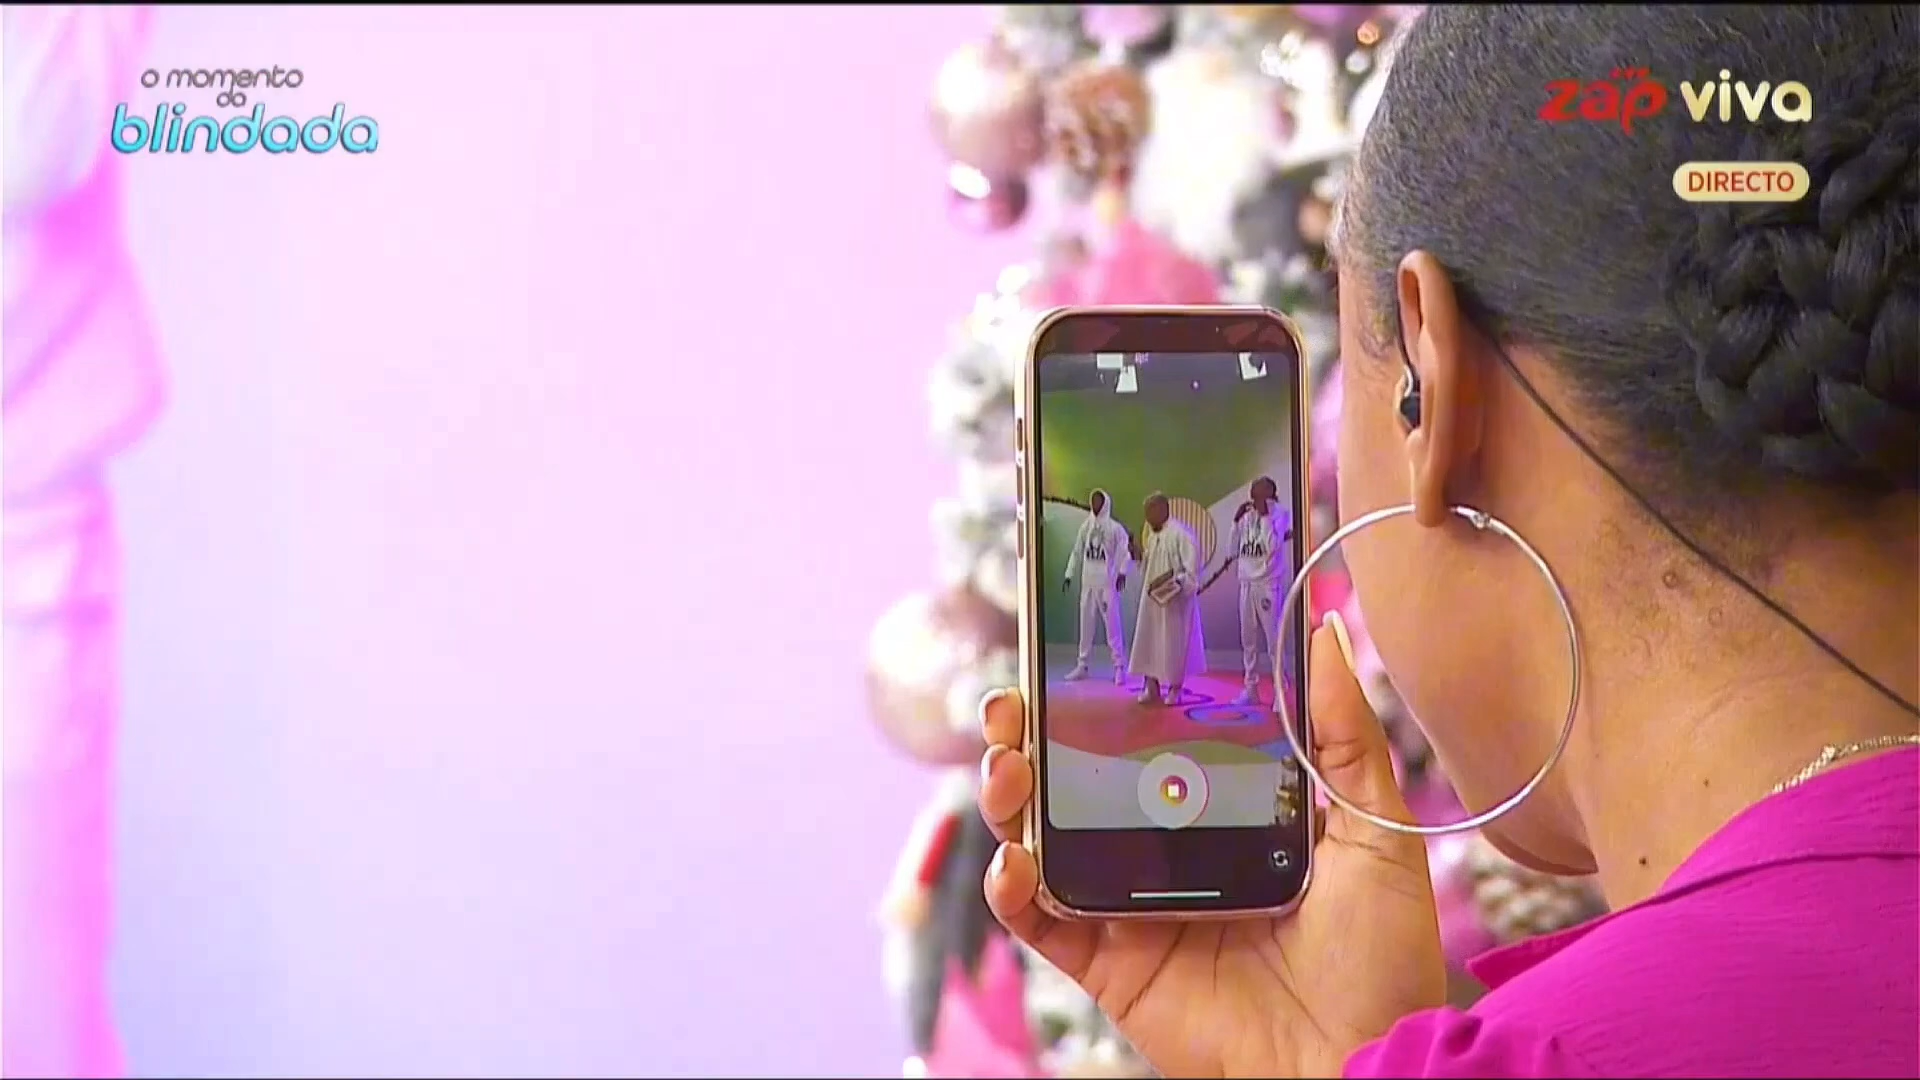 o momento
da
blindada
zap viva
DIRECTO